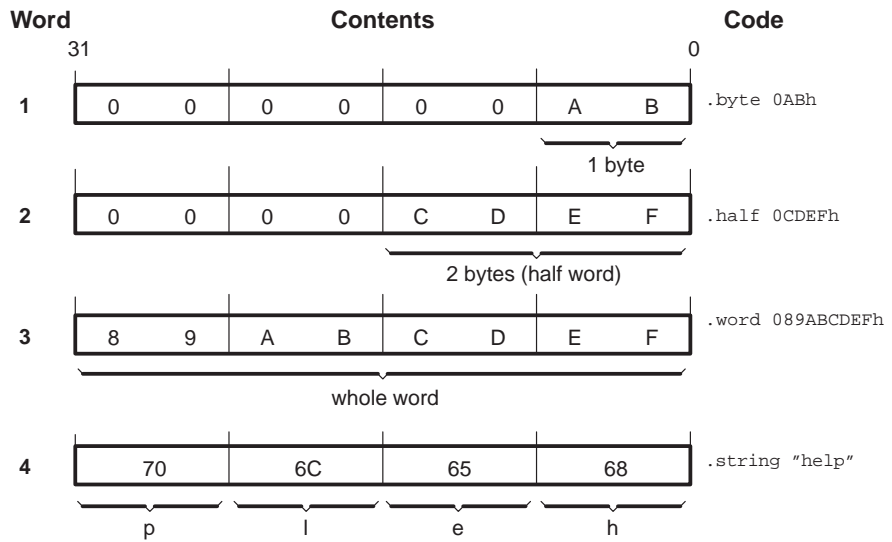 Word Contents Code
31 0
1 0 0 0 0 0 0 A B .byte 0ABh
1 byte
2 0 0 0 0 C D E F .half 0CDEFh
2 bytes (half word)
3 8 9 A B C D E F .word 089ABCDEFh
whole word
4 70 6C 65 68 .string ″help″
p l e h